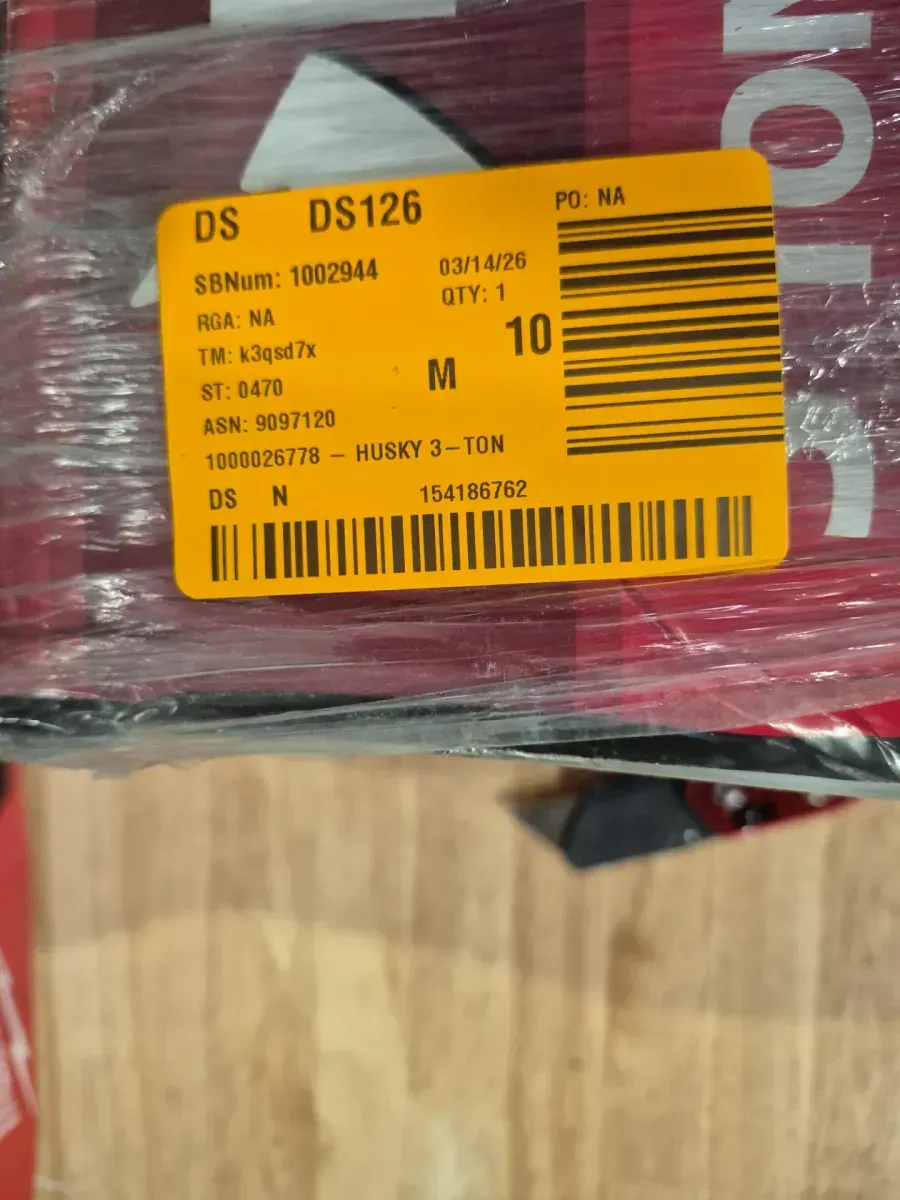 DS DS126
PO: NA
SBNum: 1002944
03/14/26
RGA: NA
QTY: 1
TM: k3qsd7x
10
ST: 0470
M
ASN: 9097120
1000026778 - HUSKY 3-TON
DS N
154186762